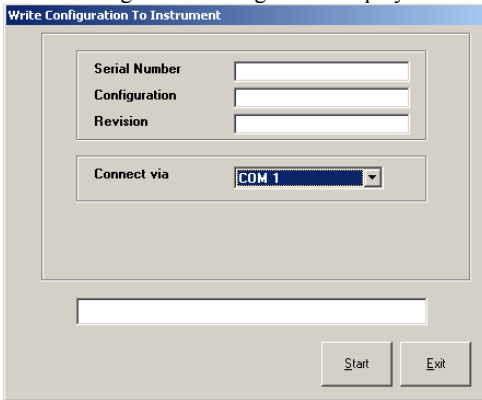 Write Configuration To Instrument
Serial Number
Configuration
Revision
Connect via COM 1
Start Exit